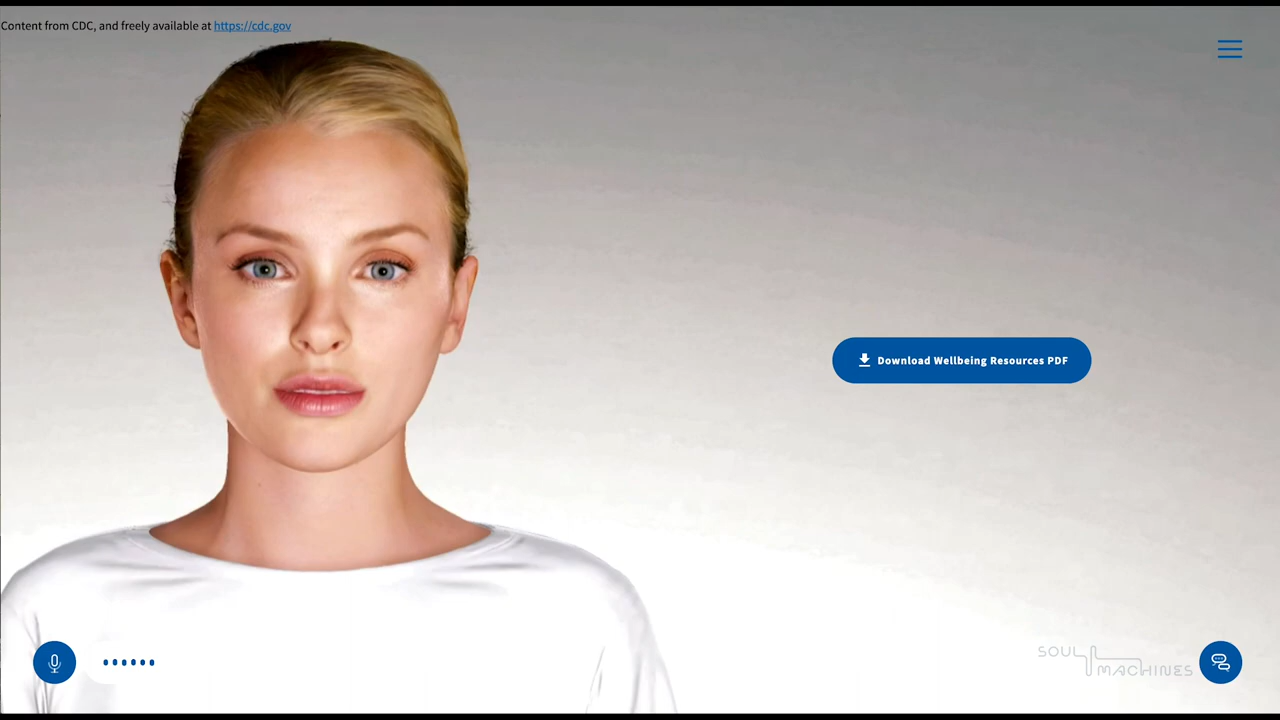 Content from CDC, and freely available at https://cdc.gov
Download Wellbeing Resources PDF
SOUL
MACHINES